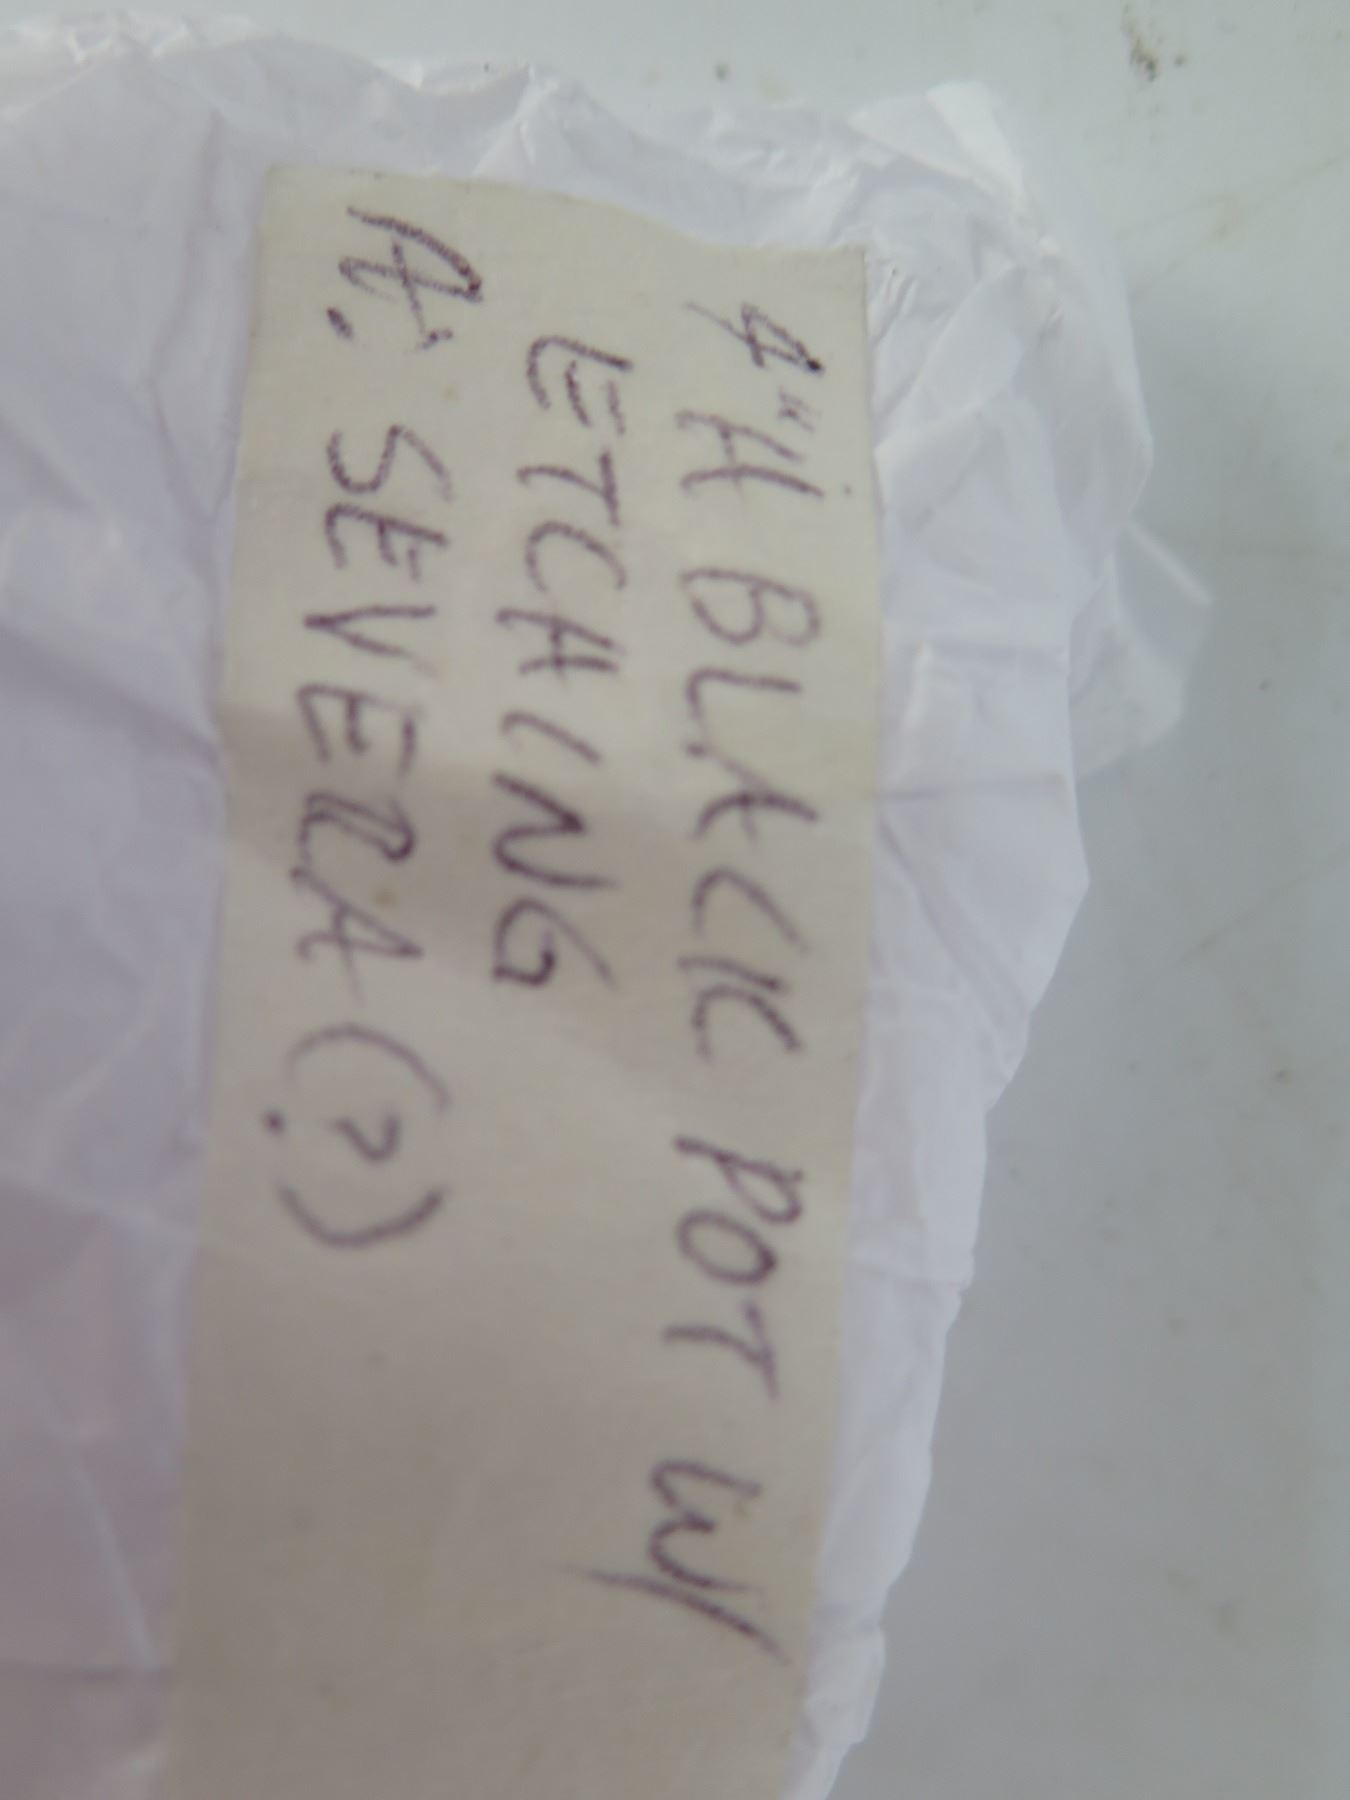 4"H BLACK POT W/
ETCHING
A. SEVERA (?)